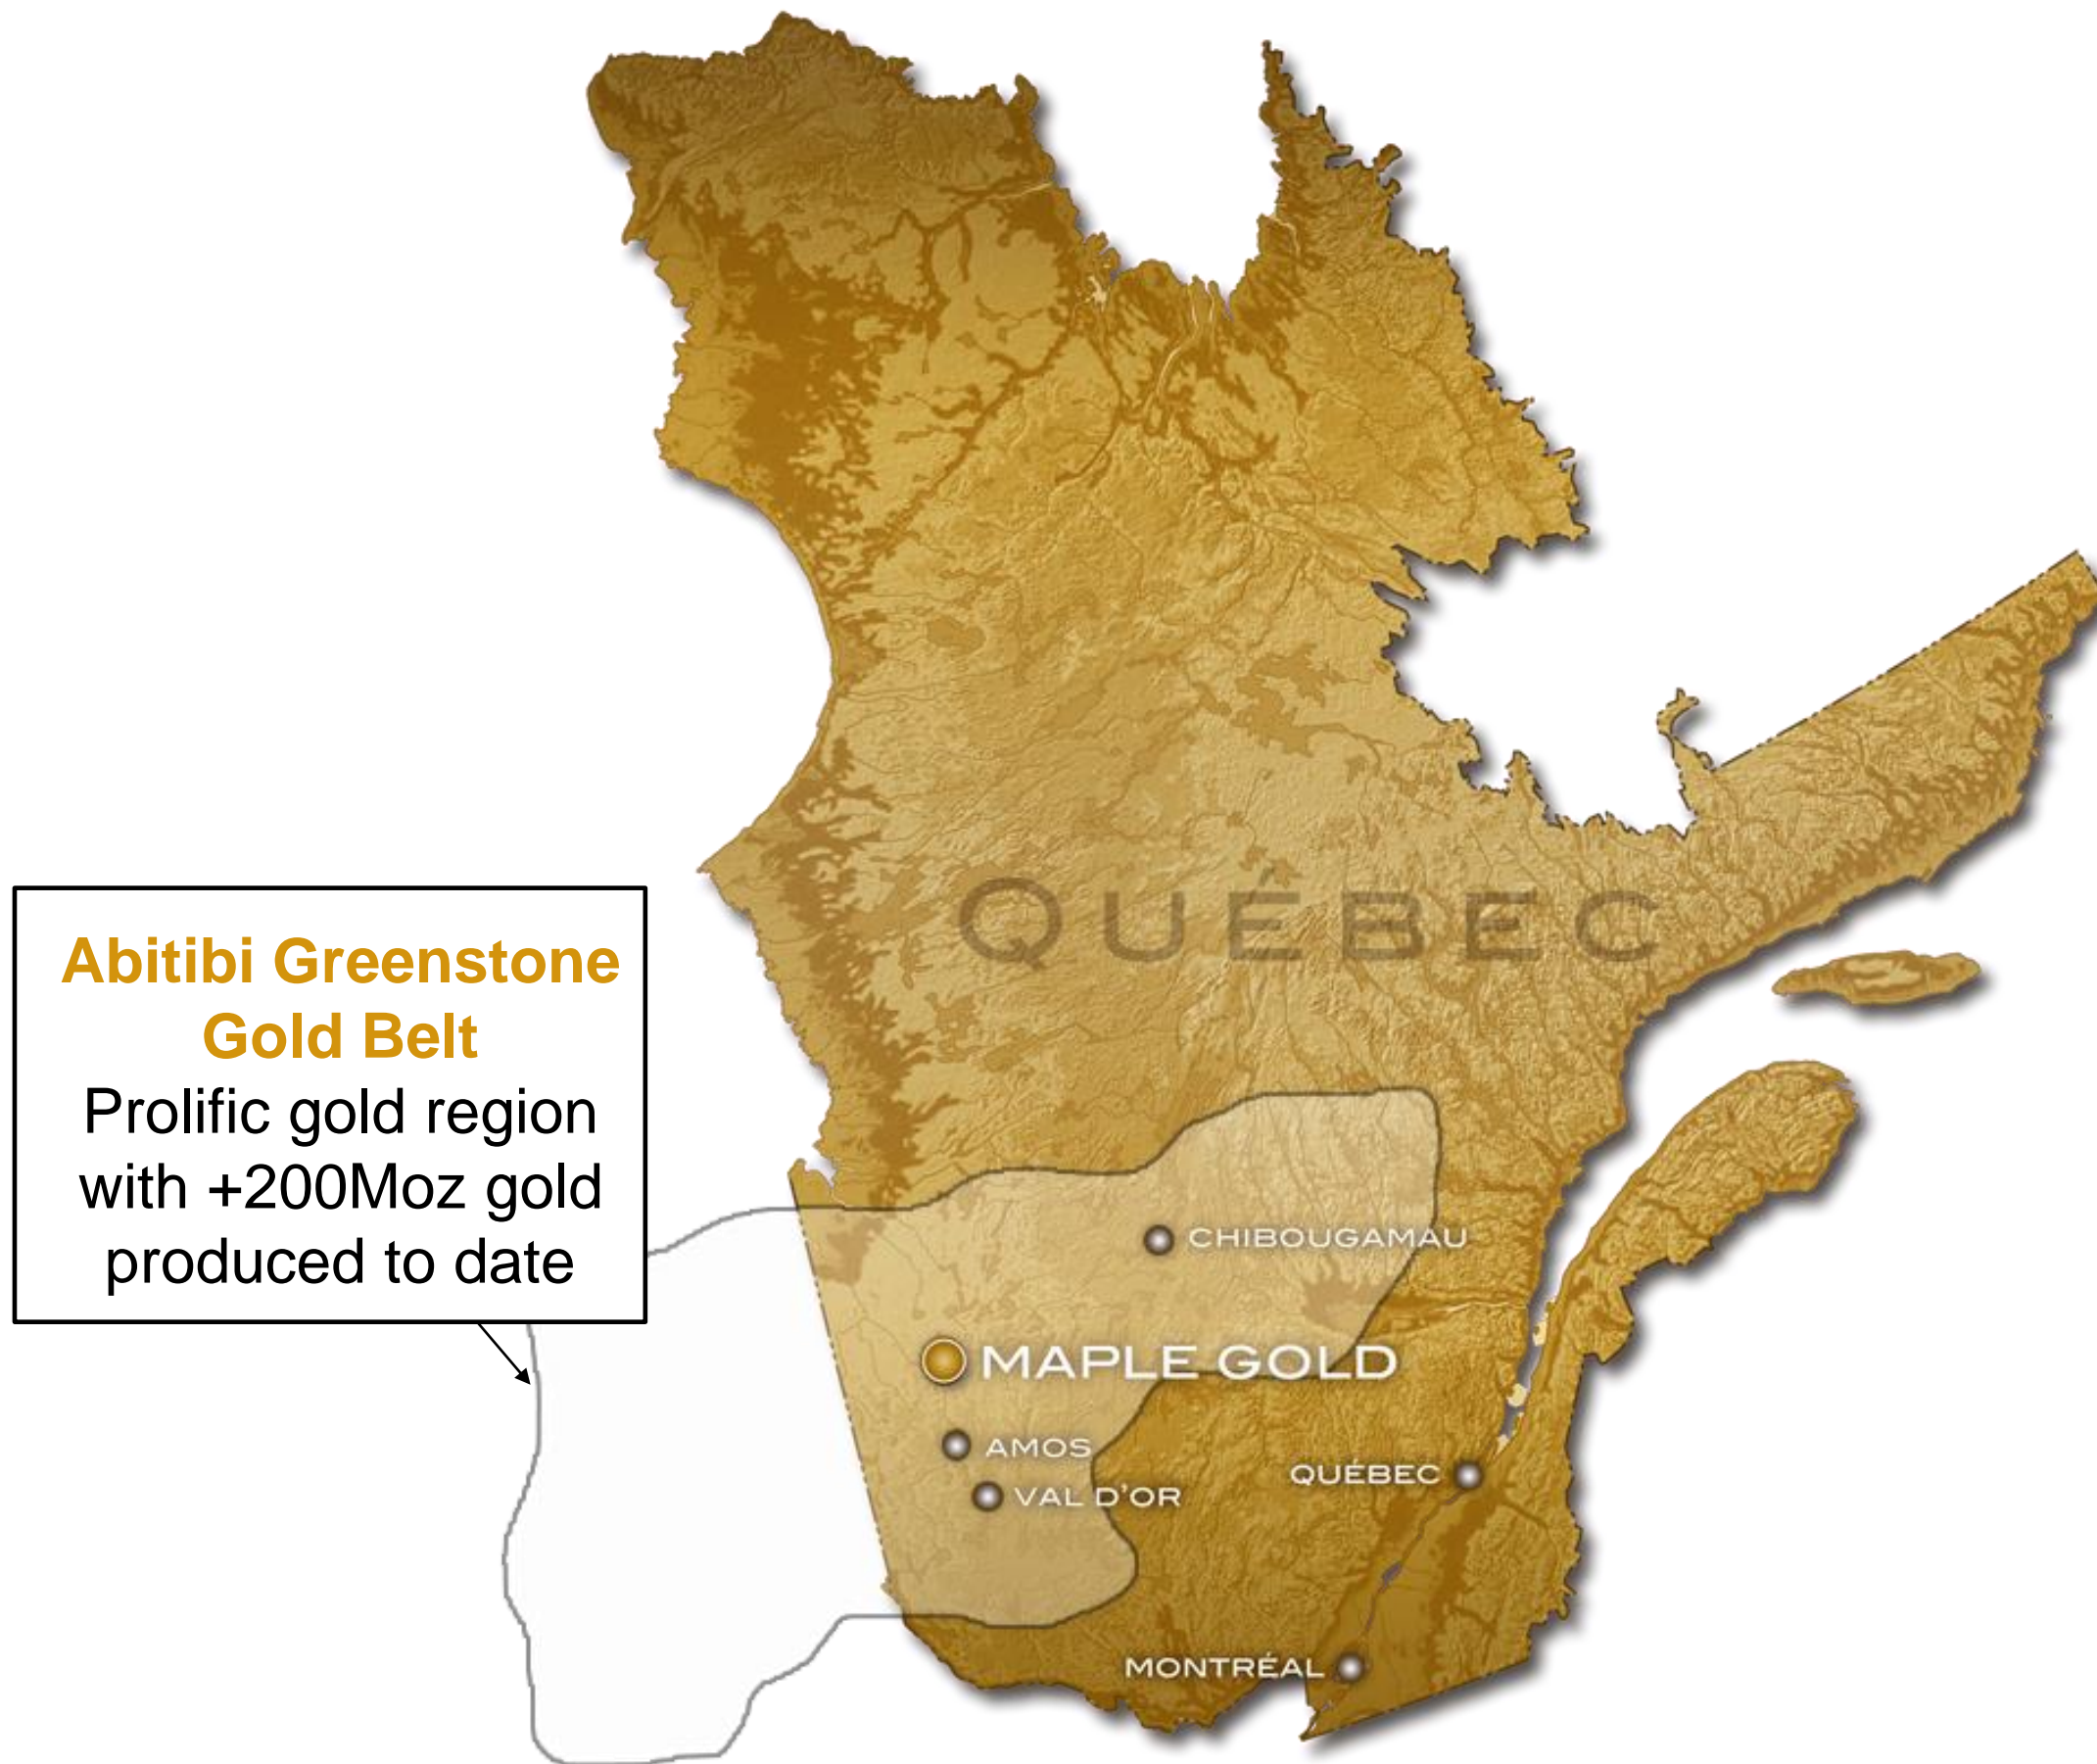 QUÉBEC
Abitibi Greenstone
Gold Belt
Prolific gold region
with +200Moz gold
produced to date
CHIBOUGAMAU
MAPLE GOLD
AMOS
QUÉBEC
VAL D'OR
MONTRÉAL